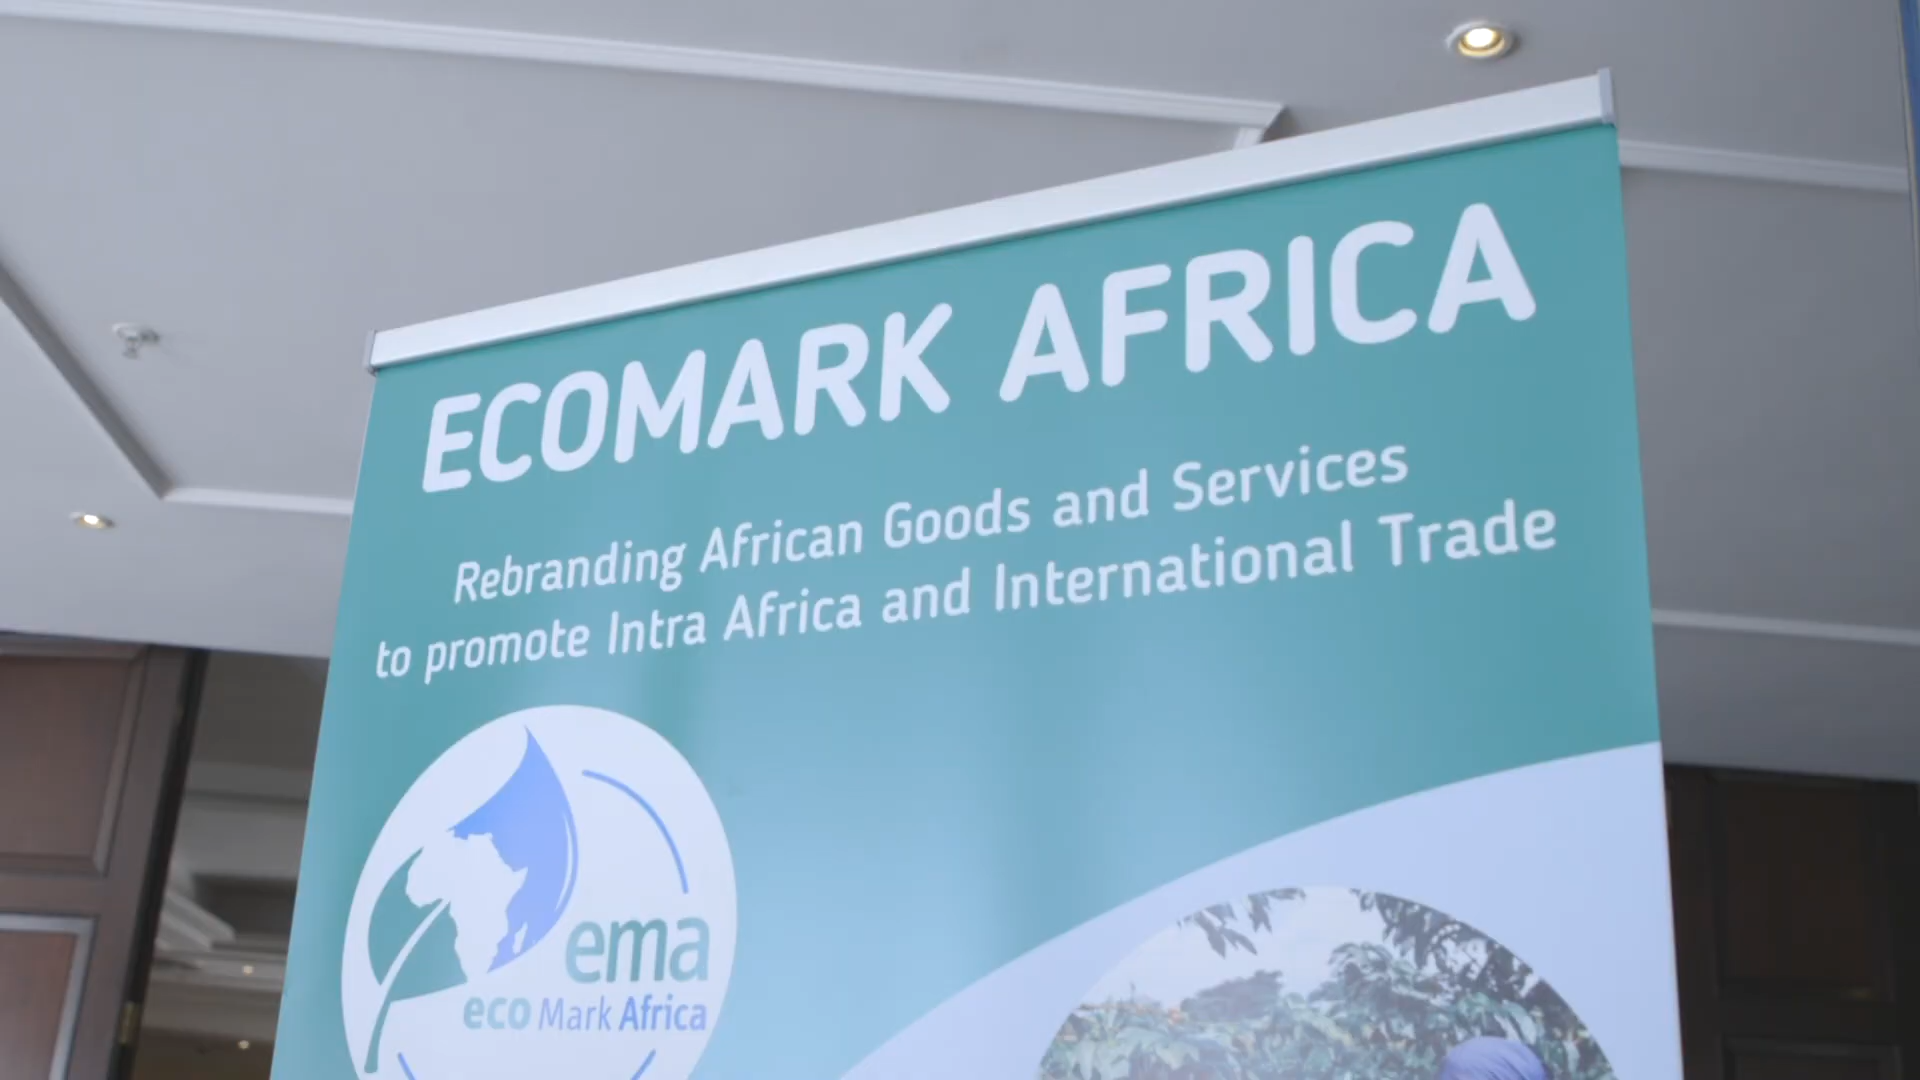 ECOMARK AFRICA
Rebranding African Goods and Services
to promote Intra Africa and International Trade
ema
eco Mark Africa